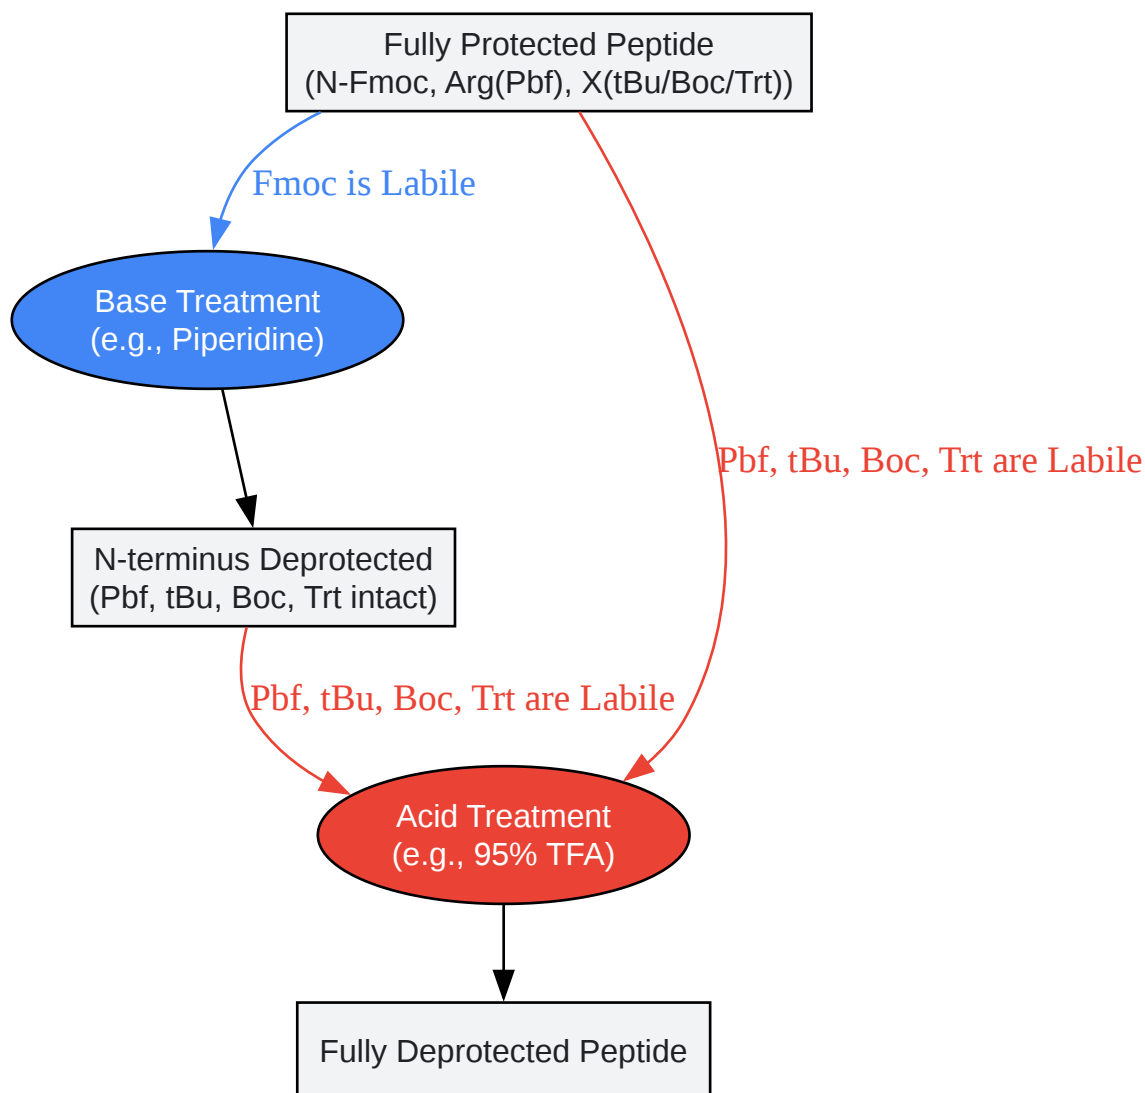 Fully Protected Peptide
(N-Fmoc, Arg(Pbf), X(tBu/Boc/Trt))
Fmoc is Labile
Base Treatment
(e.g., Piperidine)
Pbf, tBu, Boc, Trt are Labile
N-terminus Deprotected
(Pbf, tBu, Boc, Trt intact)
Pbf, tBu, Boc, Trt are Labile
Acid Treatment
(e.g., 95% TFA)
Fully Deprotected Peptide